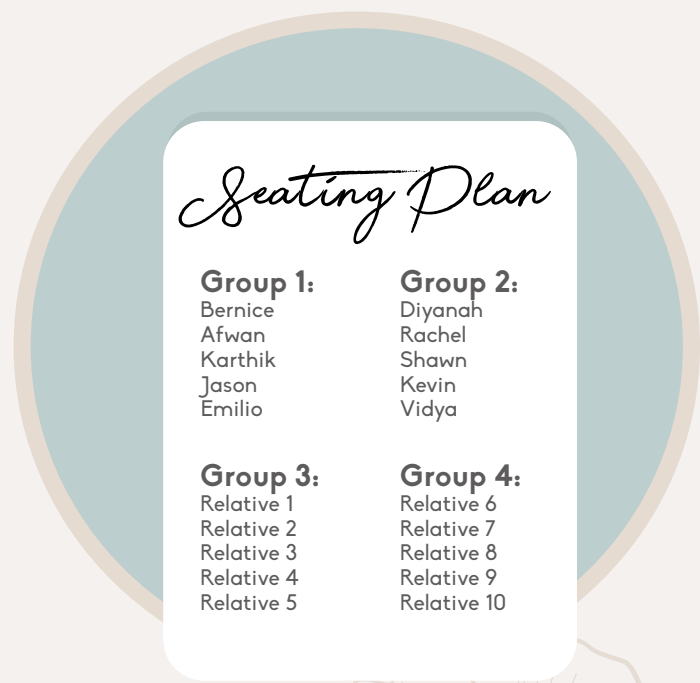 Seating Plan
Group 1:
Bernice
Afwan
Karthik
Jason
Emilio
Group 2:
Diyanah
Rachel
Shawn
Kevin
Vidya
Group 3:
Relative 1
Relative 2
Relative 3
Relative 4
Relative 5
Group 4:
Relative 6
Relative 7
Relative 8
Relative 9
Relative 10